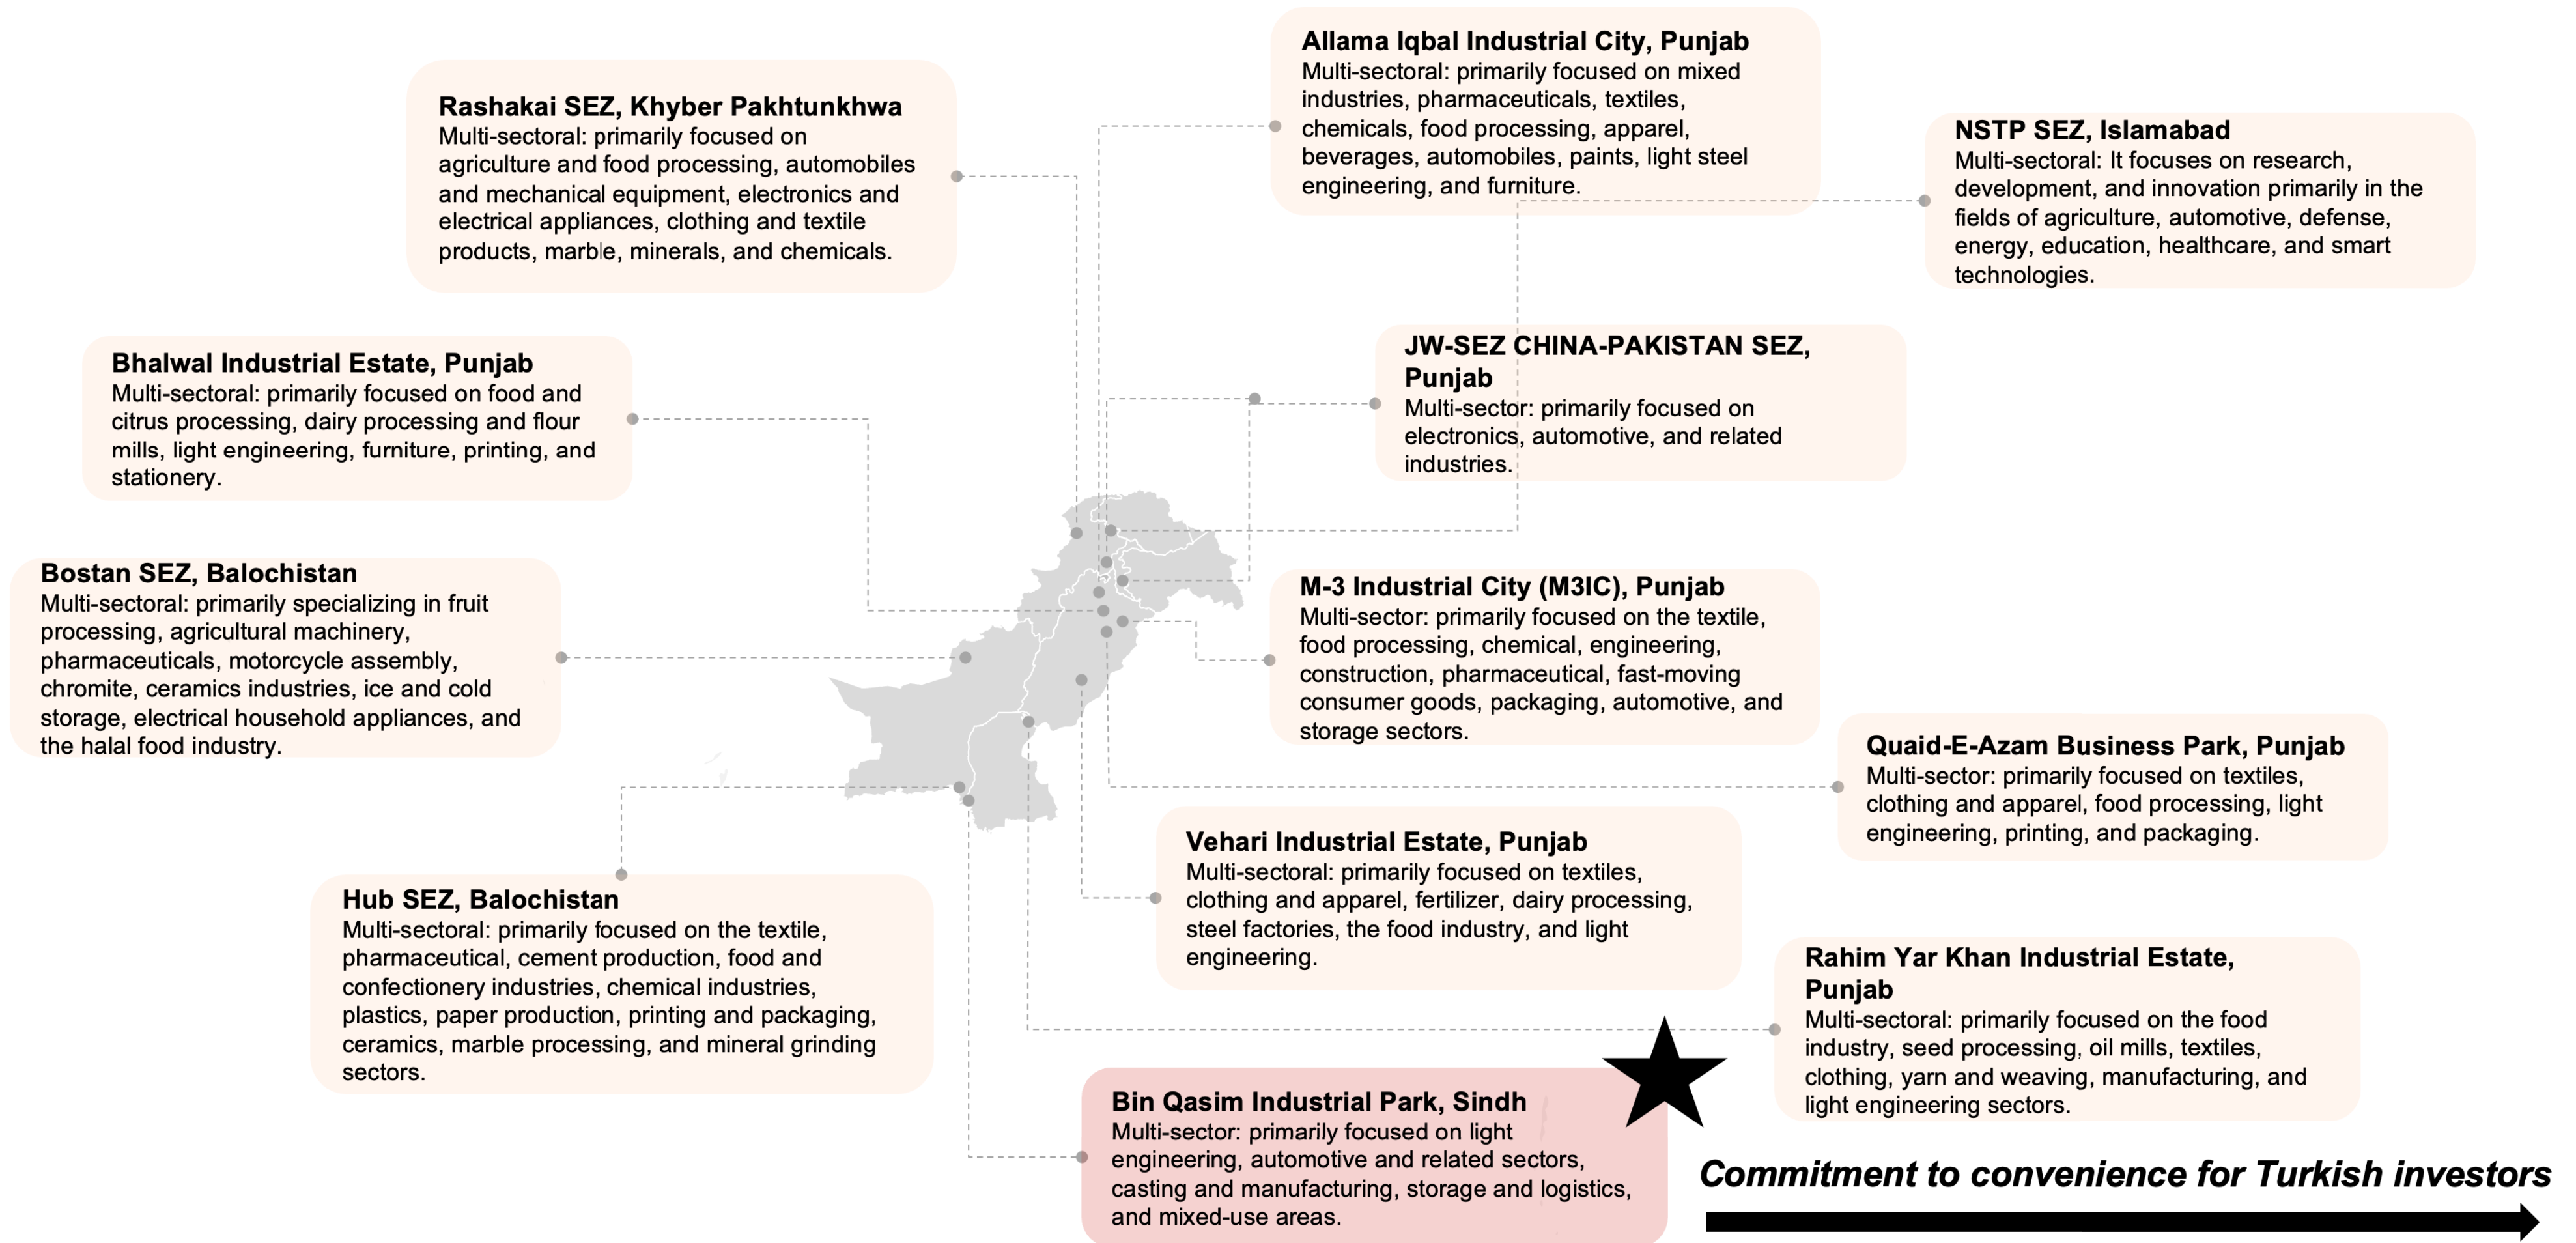 Allama Iqbal Industrial City, Punjab
Multi-sectoral: primarily focused on mixed
industries, pharmaceuticals, textiles,
chemicals, food processing, apparel,
beverages, automobiles, paints, light steel
engineering, and furniture.
Rashakai SEZ, Khyber Pakhtunkhwa
Multi-sectoral: primarily focused on
agriculture and food processing, automobiles
and mechanical equipment, electronics and
electrical appliances, clothing and textile
products, marble, minerals, and chemicals.
NSTP SEZ, Islamabad
Multi-sectoral: It focuses on research,
development, and innovation primarily in the
fields of agriculture, automotive, defense,
energy, education, healthcare, and smart
technologies.
Bhalwal Industrial Estate, Punjab
Multi-sectoral: primarily focused on food and
citrus processing, dairy processing and flour
mills, light engineering, furniture, printing, and
stationery.
JW-SEZ CHINA-PAKISTAN SEZ,
Punjab
Multi-sector: primarily focused on
electronics, automotive, and related
industries.
Bostan SEZ, Balochistan
Multi-sectoral: primarily specializing in fruit
processing, agricultural machinery,
pharmaceuticals, motorcycle assembly,
chromite, ceramics industries, ice and cold
storage, electrical household appliances, and
the halal food industry.
M-3 Industrial City (M3IC), Punjab
Multi-sector: primarily focused on the textile,
food processing, chemical, engineering,
construction, pharmaceutical, fast-moving
consumer goods, packaging, automotive, and
storage sectors.
Quaid-E-Azam Business Park, Punjab
Multi-sector: primarily focused on textiles,
clothing and apparel, food processing, light
engineering, printing, and packaging.
Vehari Industrial Estate, Punjab
Multi-sectoral: primarily focused on textiles,
clothing and apparel, fertilizer, dairy processing,
steel factories, the food industry, and light
engineering.
Hub SEZ, Balochistan
Multi-sectoral: primarily focused on the textile,
pharmaceutical, cement production, food and
confectionery industries, chemical industries,
plastics, paper production, printing and packaging,
ceramics, marble processing, and mineral grinding
sectors.
Rahim Yar Khan Industrial Estate,
Punjab
Multi-sectoral: primarily focused on the food
industry, seed processing, oil mills, textiles,
clothing, yarn and weaving, manufacturing, and
light engineering sectors.
Bin Qasim Industrial Park, Sindh
Multi-sector: primarily focused on light
engineering, automotive and related sectors,
casting and manufacturing, storage and logistics,
and mixed-use areas.
Commitment to convenience for Turkish investors